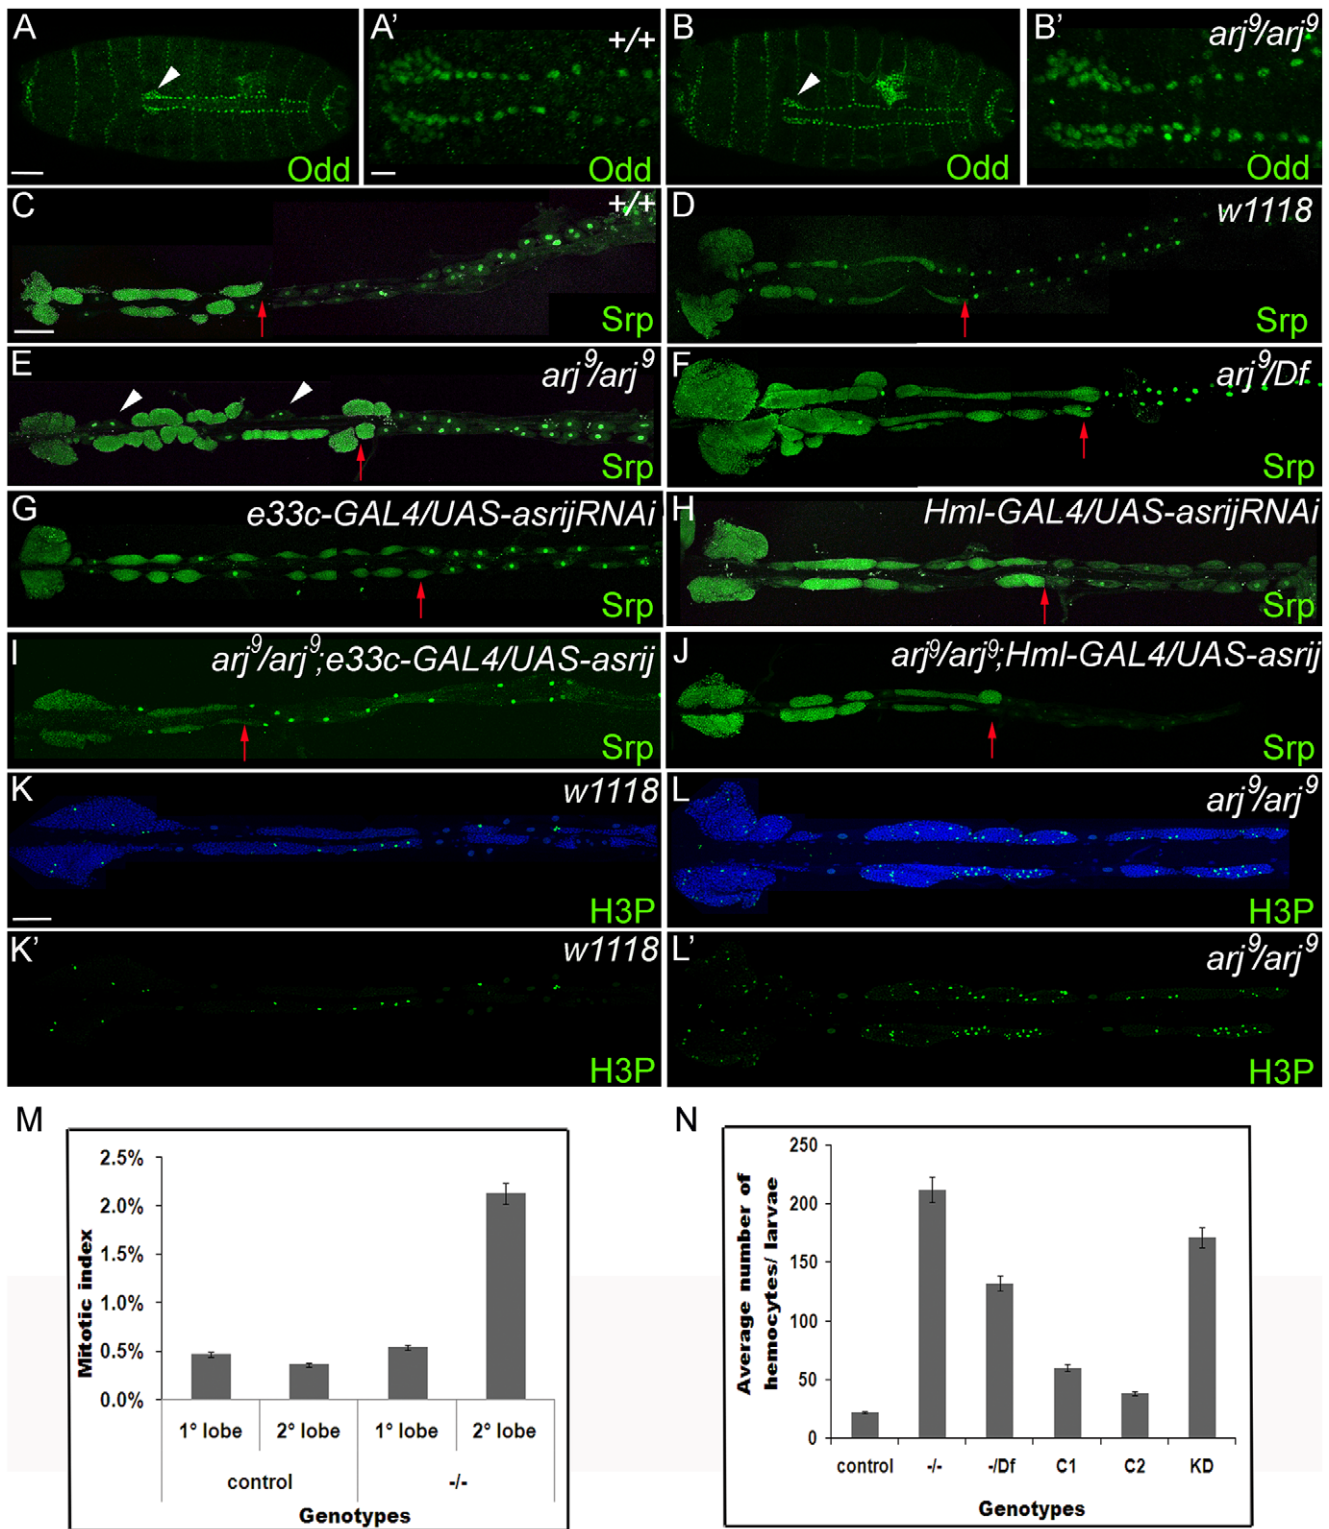 A
Odd
A'
+/+
Odd
B
Odd
B'
arj⁹/arj⁹
Odd
C
+/+
Srp
D
w1118
Srp
E
arj⁹/arj⁹
Srp
F
arj⁹/Df
Srp
G
e33c-GAL4/UAS-asrijRNAi
Srp
H
Hml-GAL4/UAS-asrijRNAi
Srp
I
arj⁹/arj⁹;e33c-GAL4/UAS-asrij
Srp
J
arj⁹/arj⁹;Hml-GAL4/UAS-asrij
Srp
K
w1118
H3P
L
arj⁹/arj⁹
H3P
K'
w1118
H3P
L'
arj⁹/arj⁹
H3P
M
Mitotic index
2.5%
2.0%
1.5%
1.0%
0.5%
0.0%
1° lobe
2° lobe
1° lobe
2° lobe
control
-/-
Genotypes
N
Average number of
hemocytes/ larvae
250
200
150
100
50
0
control
-/-
-/Df
C1
C2
KD
Genotypes